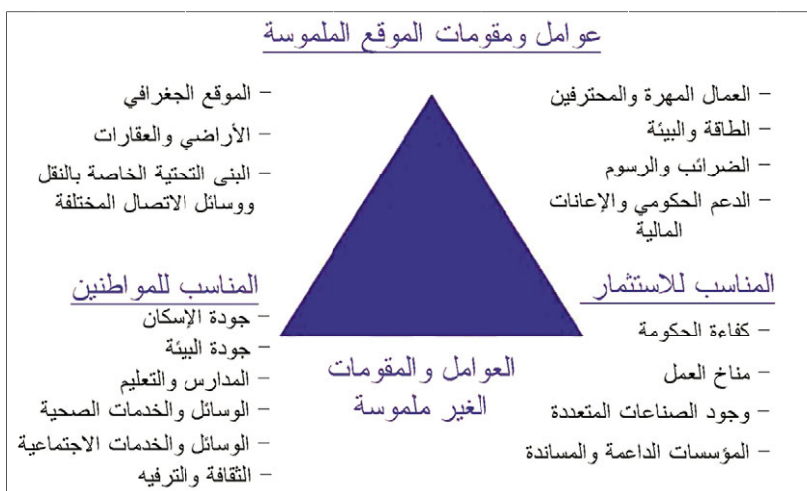 عوامل ومقومات الموقع الملموسة
- العمال المهرة والمحترفين
- الطاقة والبيئة
- الضرائب والرسوم
- الدعم الحكومي والإعانات
المالية
- الموقع الجغرافي
- الأراضي والعقارات
- البنى التحتية الخاصة بالنقل
ووسائل الاتصال المختلفة
المناسب للاستثمار
- كفاءة الحكومة
- مناخ العمل
- وجود الصناعات المتعددة
- المؤسسات الداعمة والمساندة
العوامل والمقومات
الغير ملموسة
المناسب للمواطنين
- جودة الإسكان
- جودة البيئة
- المدارس والتعليم
- الوسائل والخدمات الصحية
- الوسائل والخدمات الاجتماعية
- الثقافة والترفيه